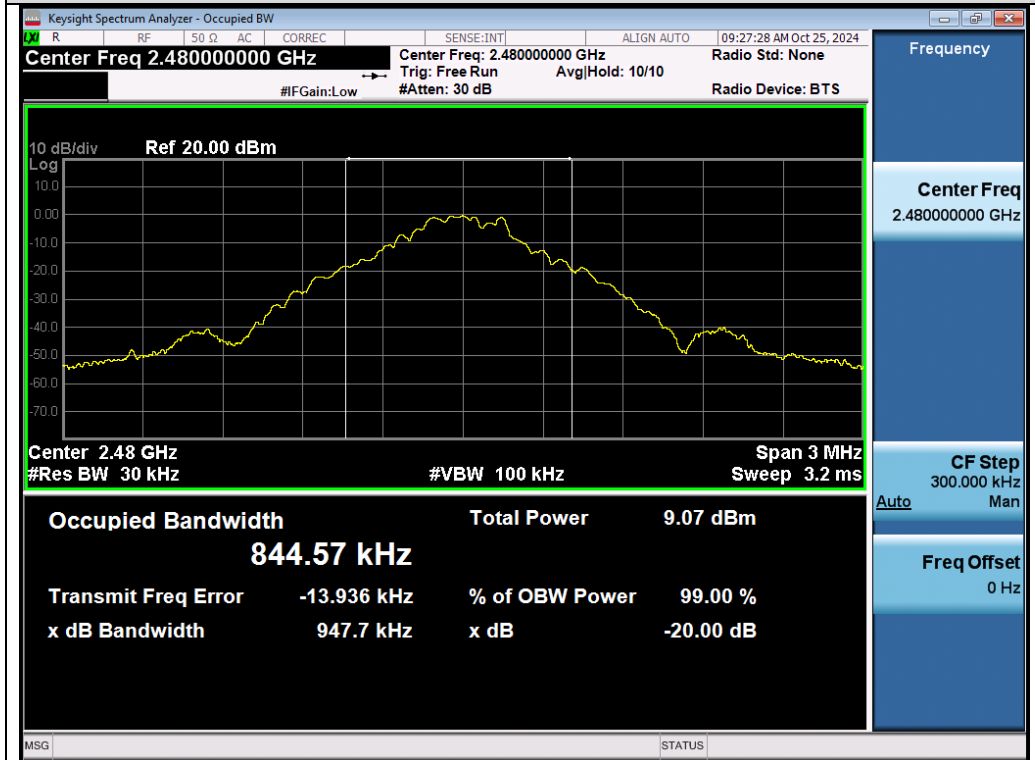 Keysight Spectrum Analyzer - Occupied BW
LXI R RF 50 Ω AC CORREC SENSE:INT ALIGN AUTO 09:27:28 AM Oct 25, 2024
Center Freq 2.480000000 GHz
Center Freq: 2.480000000 GHz Radio Std: None
Trig: Free Run Avg|Hold: 10/10
#IFGain:Low #Atten: 30 dB Radio Device: BTS
10 dB/div Ref 20.00 dBm
Log
10.0
0.00
-10.0
-20.0
-30.0
-40.0
-50.0
-60.0
-70.0
Center 2.48 GHz Span 3 MHz
#Res BW 30 kHz #VBW 100 kHz Sweep 3.2 ms
Occupied Bandwidth Total Power 9.07 dBm
844.57 kHz
Transmit Freq Error -13.936 kHz % of OBW Power 99.00 %
x dB Bandwidth 947.7 kHz x dB -20.00 dB
MSG STATUS
Frequency
Center Freq
2.480000000 GHz
CF Step
300.000 kHz
Auto Man
Freq Offset
0 Hz